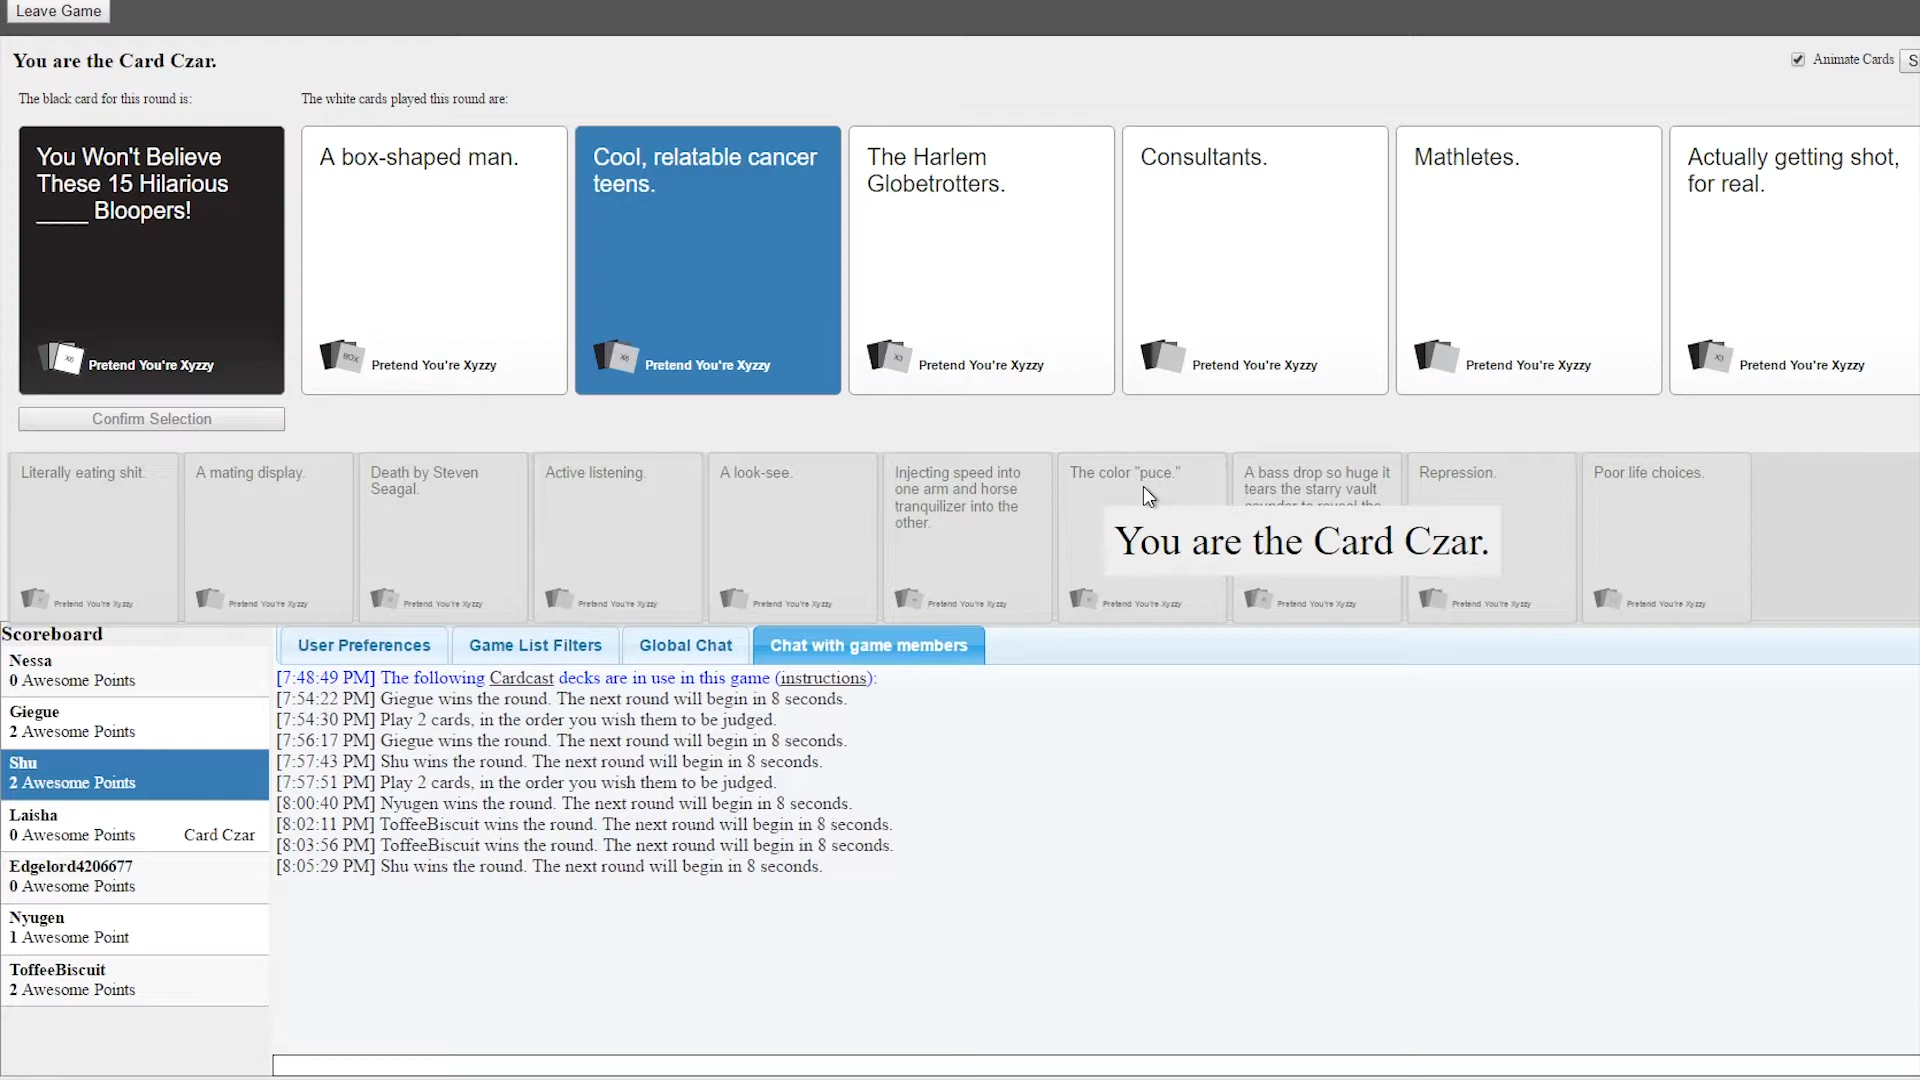 Leave Game
You are the Card Czar.
Animate Cards
S
The black card for this round is:
The white cards played this round are:
You Won't Believe
These 15 Hilarious
____ Bloopers!
X6
Pretend You're Xyzzy
A box-shaped man.
BOX
Pretend You're Xyzzy
Cool, relatable cancer
teens.
X6
Pretend You're Xyzzy
The Harlem
Globetrotters.
X3
Pretend You're Xyzzy
Consultants.
Pretend You're Xyzzy
Mathletes.
Pretend You're Xyzzy
Actually getting shot,
for real.
X3
Pretend You're Xyzzy
Confirm Selection
Literally eating shit.
Pretend You're Xyzzy
A mating display.
Pretend You're Xyzzy
Death by Steven
Seagal.
Pretend You're Xyzzy
Active listening.
Pretend You're Xyzzy
A look-see.
Pretend You're Xyzzy
Injecting speed into
one arm and horse
tranquilizer into the
other.
Pretend You're Xyzzy
The color "puce."
Pretend You're Xyzzy
A bass drop so huge it
tears the starry vault
Pretend You're Xyzzy
Repression.
Pretend You're Xyzzy
Poor life choices.
Pretend You're Xyzzy
You are the Card Czar.
Scoreboard
Nessa
0 Awesome Points
Giegue
2 Awesome Points
Shu
2 Awesome Points
Laisha
0 Awesome Points
Card Czar
Edgelord4206677
0 Awesome Points
Nyugen
1 Awesome Point
ToffeeBiscuit
2 Awesome Points
User Preferences
Game List Filters
Global Chat
Chat with game members
[7:48:49 PM] The following Cardcast decks are in use in this game (instructions):
[7:54:22 PM] Giegue wins the round. The next round will begin in 8 seconds.
[7:54:30 PM] Play 2 cards, in the order you wish them to be judged.
[7:56:17 PM] Giegue wins the round. The next round will begin in 8 seconds.
[7:57:43 PM] Shu wins the round. The next round will begin in 8 seconds.
[7:57:51 PM] Play 2 cards, in the order you wish them to be judged.
[8:00:40 PM] Nyugen wins the round. The next round will begin in 8 seconds.
[8:02:11 PM] ToffeeBiscuit wins the round. The next round will begin in 8 seconds.
[8:03:56 PM] ToffeeBiscuit wins the round. The next round will begin in 8 seconds.
[8:05:29 PM] Shu wins the round. The next round will begin in 8 seconds.